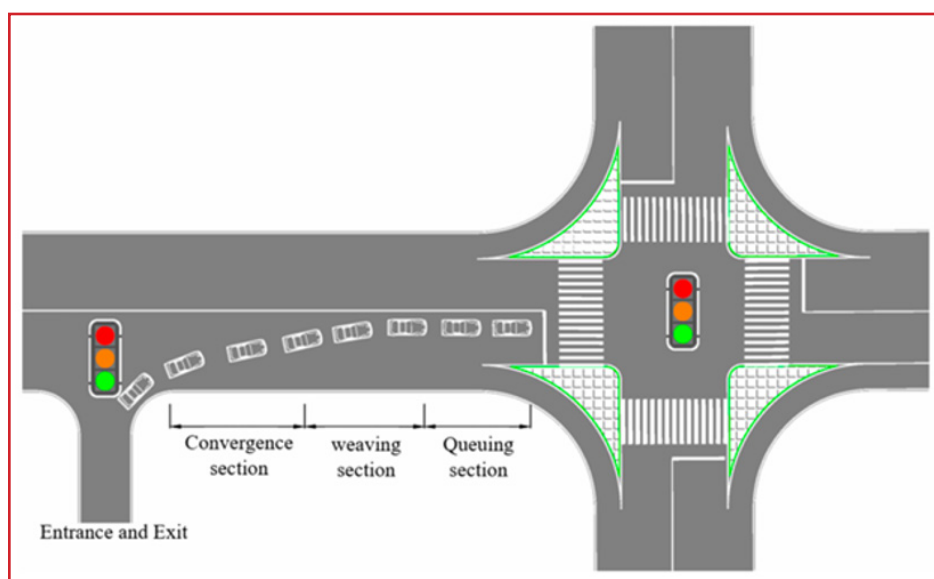 Convergence
section
weaving
section
Queuing
section
Entrance and Exit